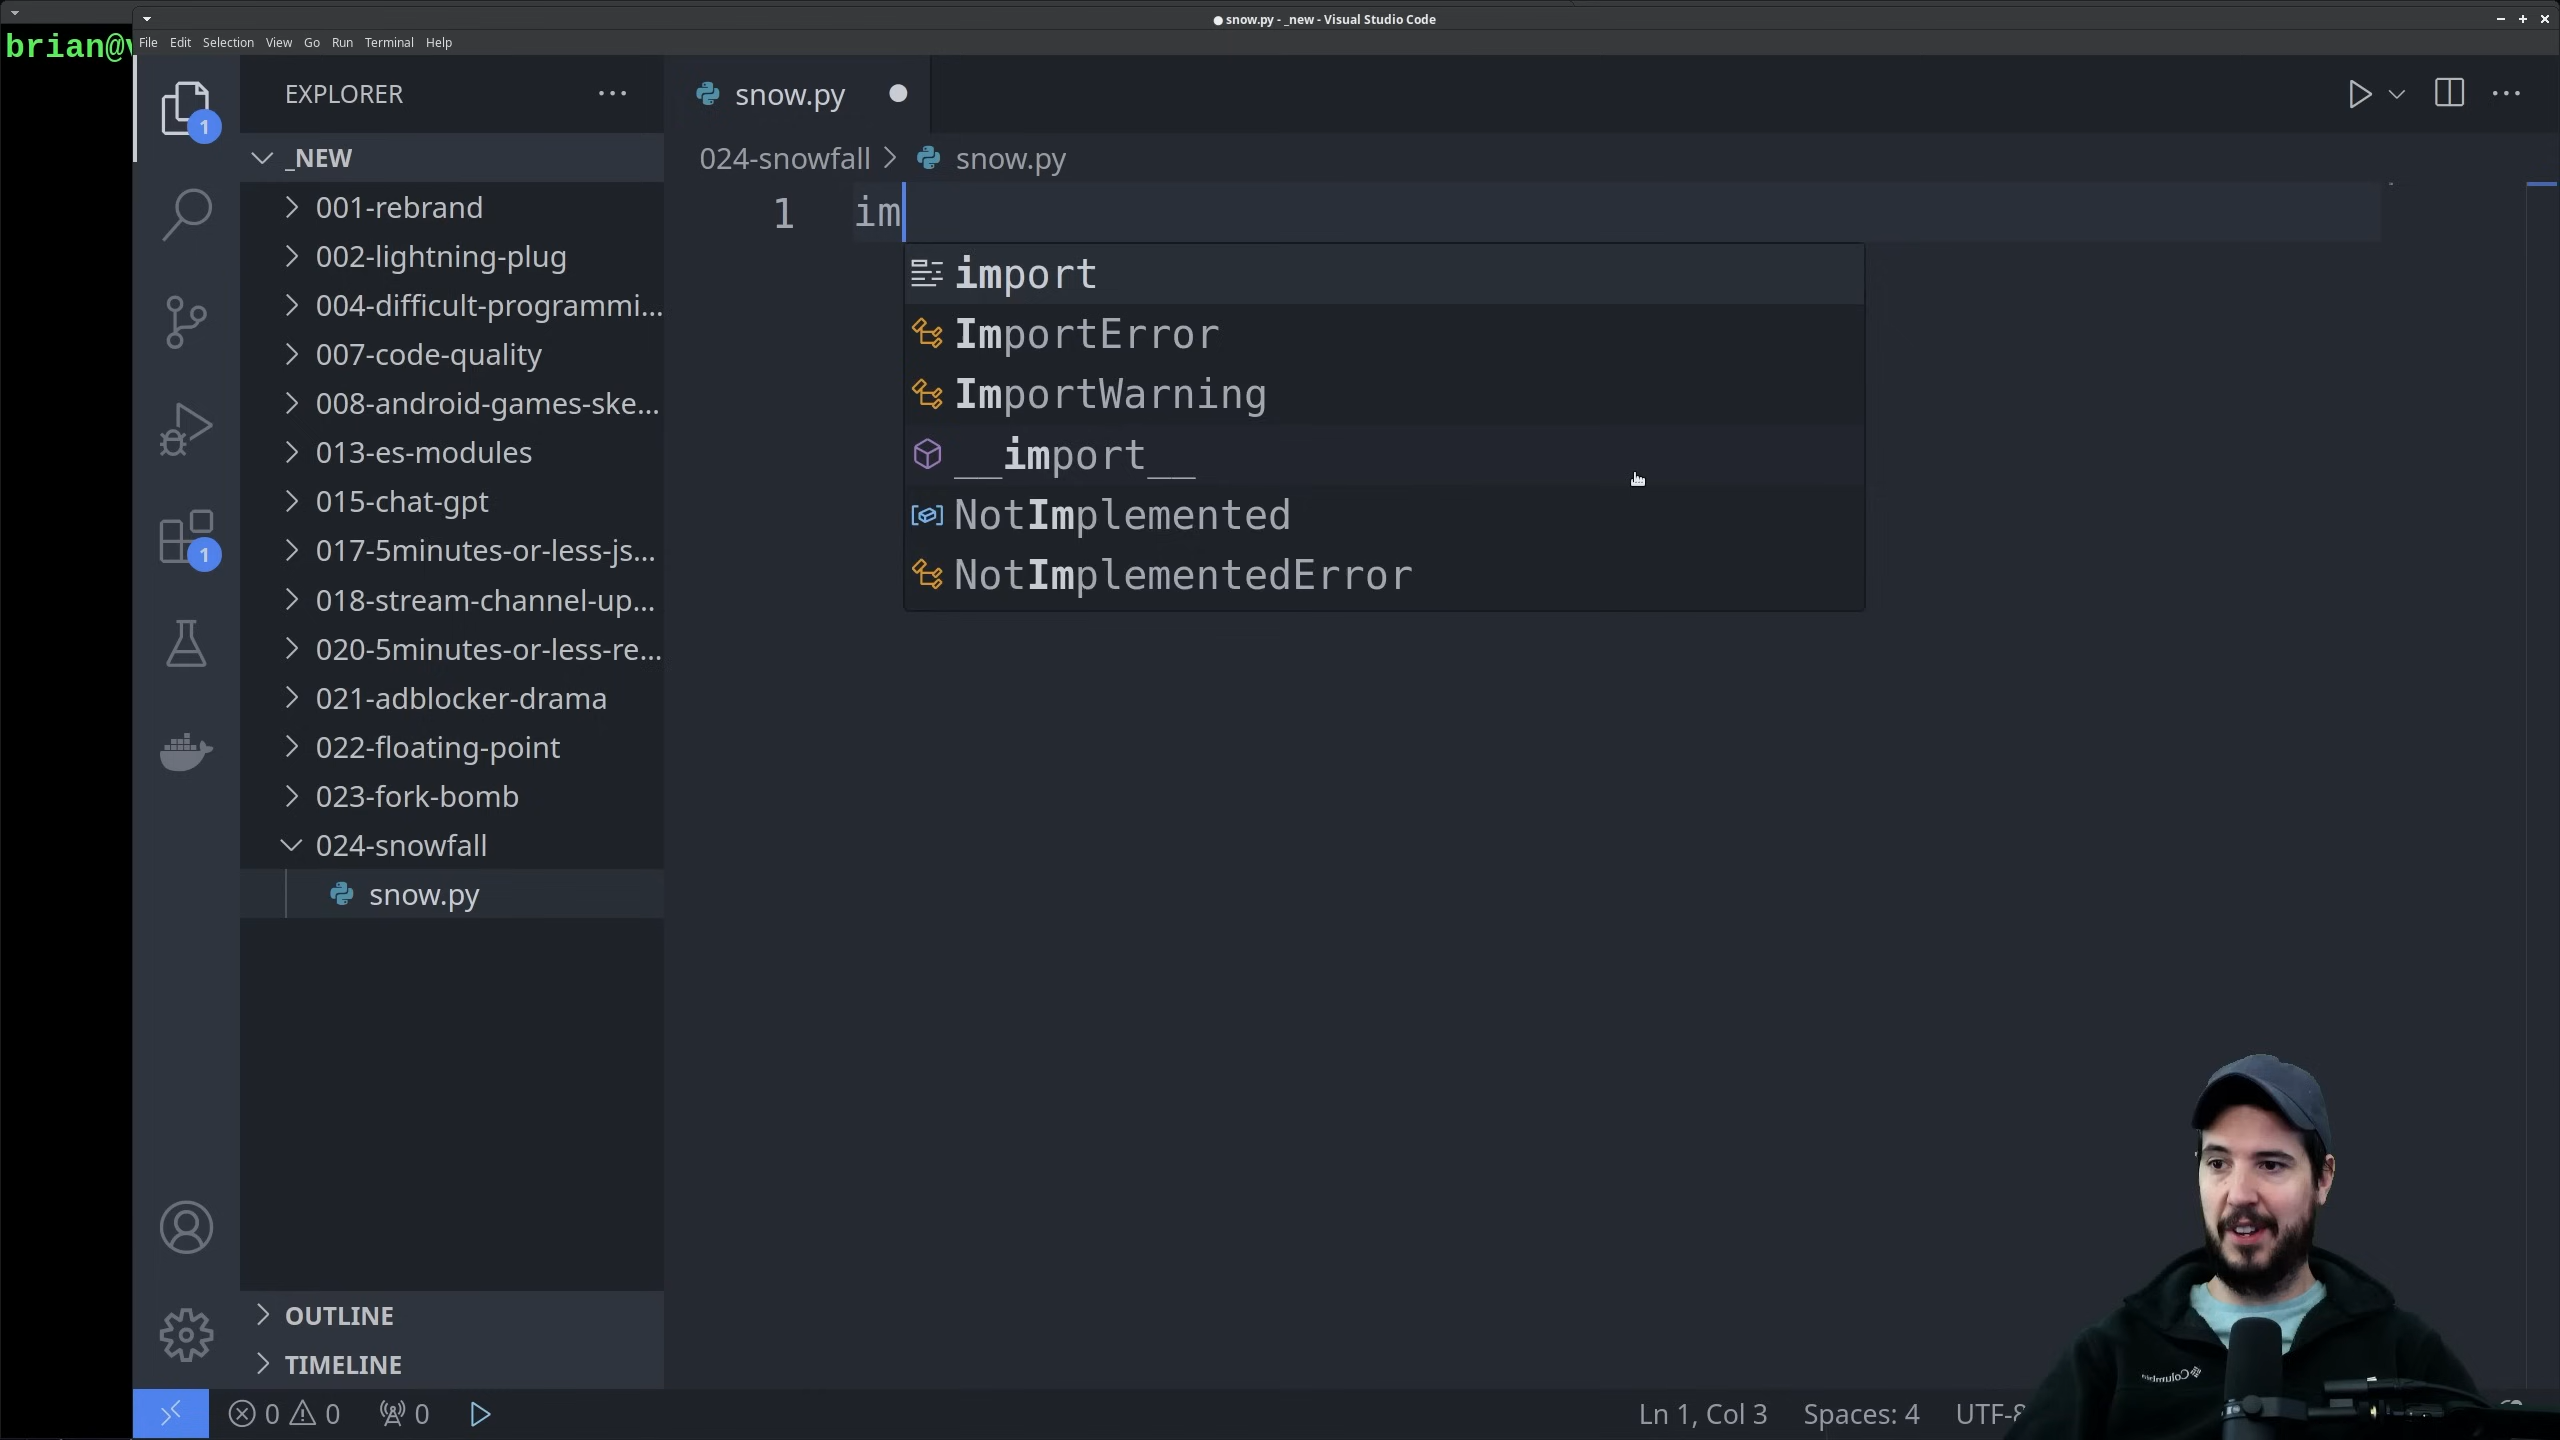 brian@
snow.py - _new - Visual Studio Code
File Edit Selection View Go Run Terminal Help
EXPLORER
snow.py
1
_NEW
024-snowfall
snow.py
001-rebrand
002-lightning-plug
004-difficult-programmi...
007-code-quality
008-android-games-ske...
013-es-modules
015-chat-gpt
017-5minutes-or-less-js...
018-stream-channel-up...
020-5minutes-or-less-re...
021-adblocker-drama
022-floating-point
023-fork-bomb
024-snowfall
snow.py
1
1 im
import
ImportError
ImportWarning
__import__
NotImplemented
NotImplementedError
OUTLINE
TIMELINE
0 0 0
Ln 1, Col 3 Spaces: 4 UTF-8
Columbia